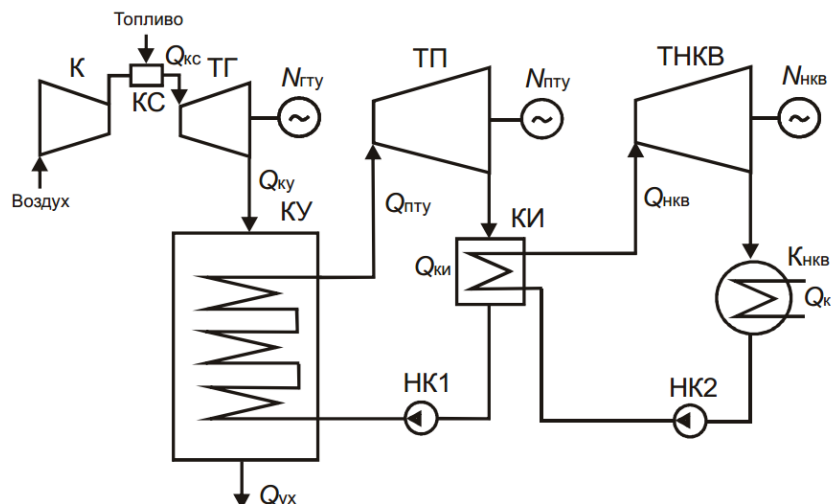 Топливо
К
Qкс
ТГ
КС
Nгту
ТП
Nпту
ТНКВ
Nнкв
Воздух
Qку
КУ
Qпту
КИ
Qнкв
Qки
Kнкв
Qк
НК1
НК2
Qух